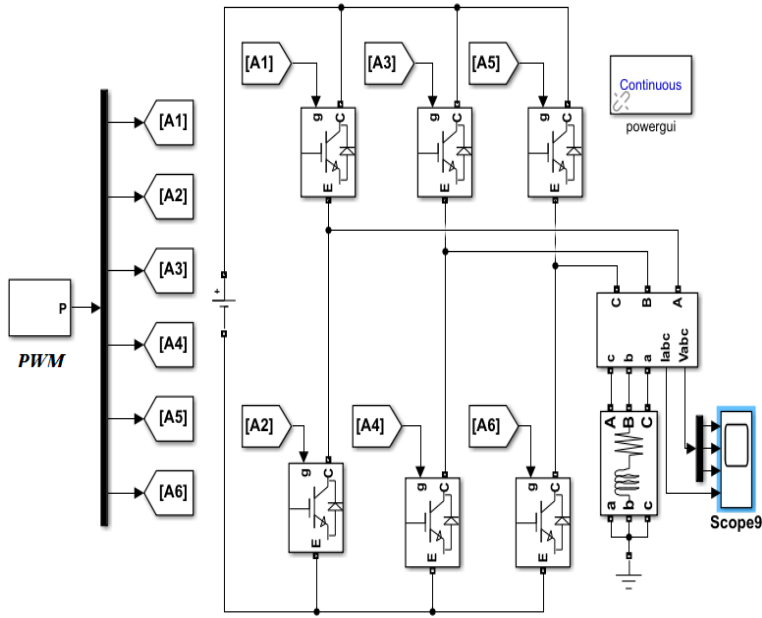 [A1]
[A3]
[A5]
Continuous
powergui
g
C
E
g
C
E
g
C
E
[A1]
[A2]
[A3]
[A4]
[A5]
[A6]
P
PWM
+
C
B
A
c
b
a
Iabc
Vabc
[A2]
[A4]
[A6]
g
C
E
g
C
E
g
C
E
A
B
C
a
b
c
Scope9